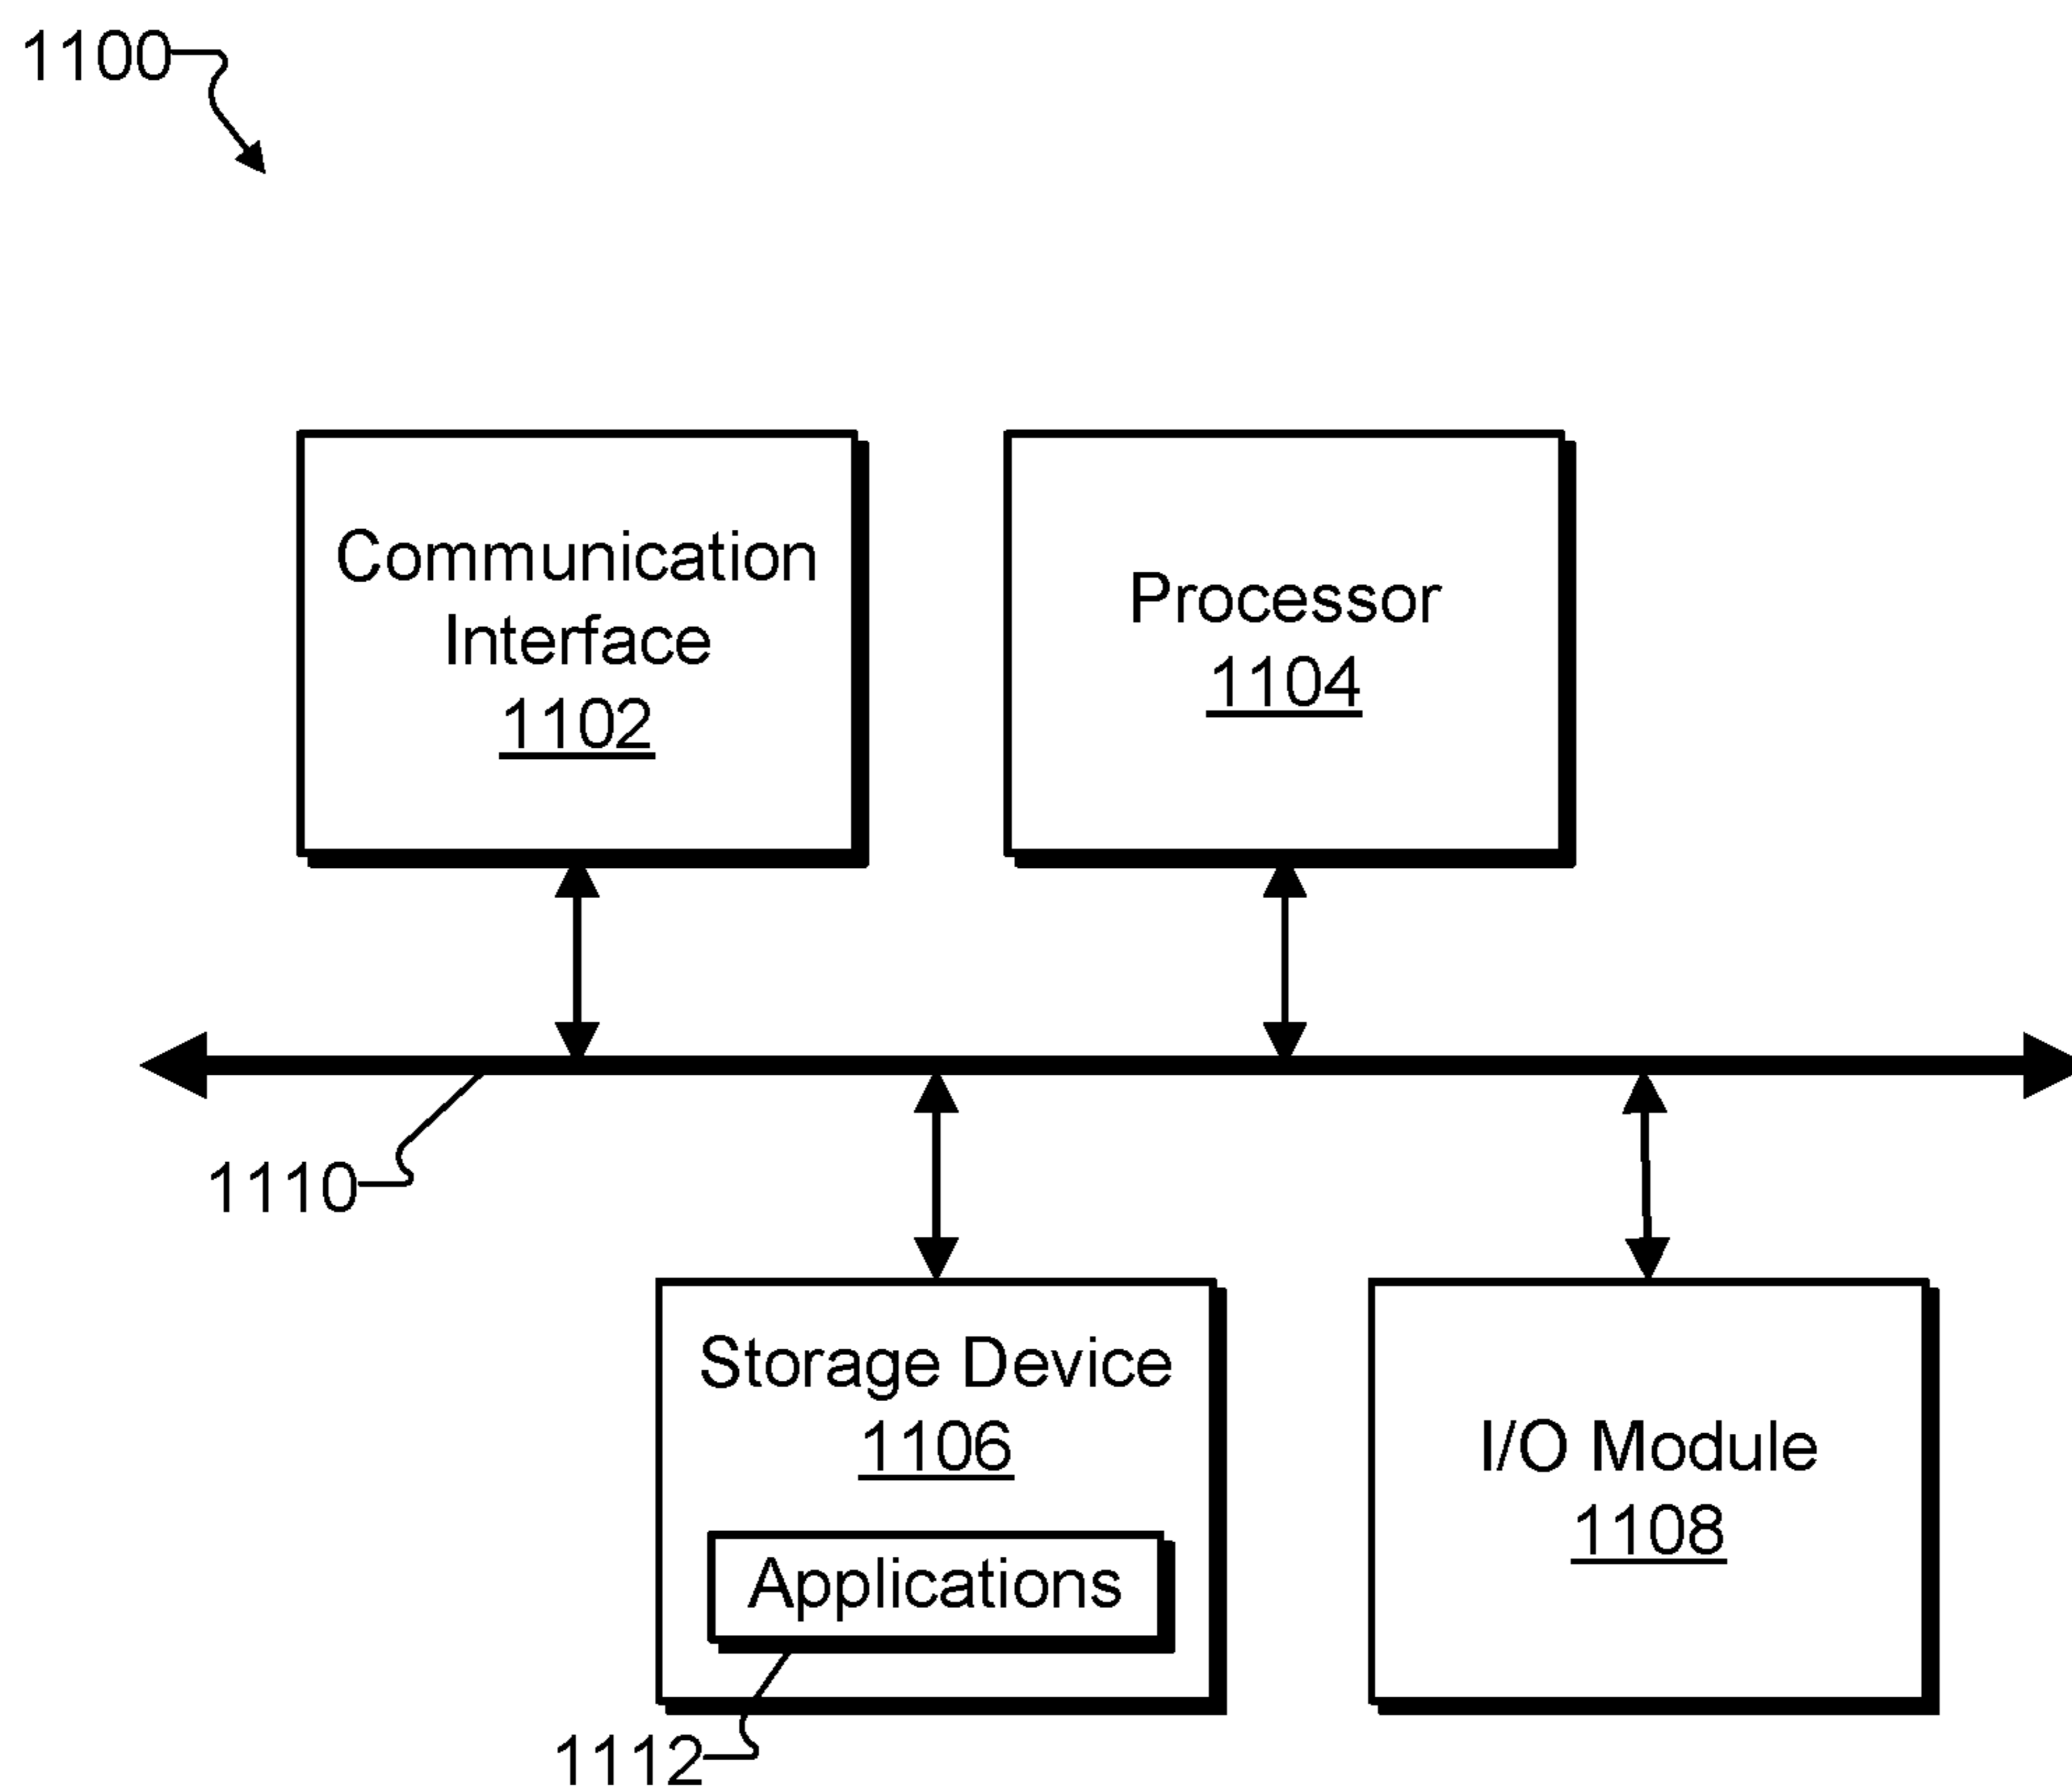 1100
Communication
Interface
1102
Processor
1104
1110
Storage Device
1106
Applications
1112
I/O Module
1108